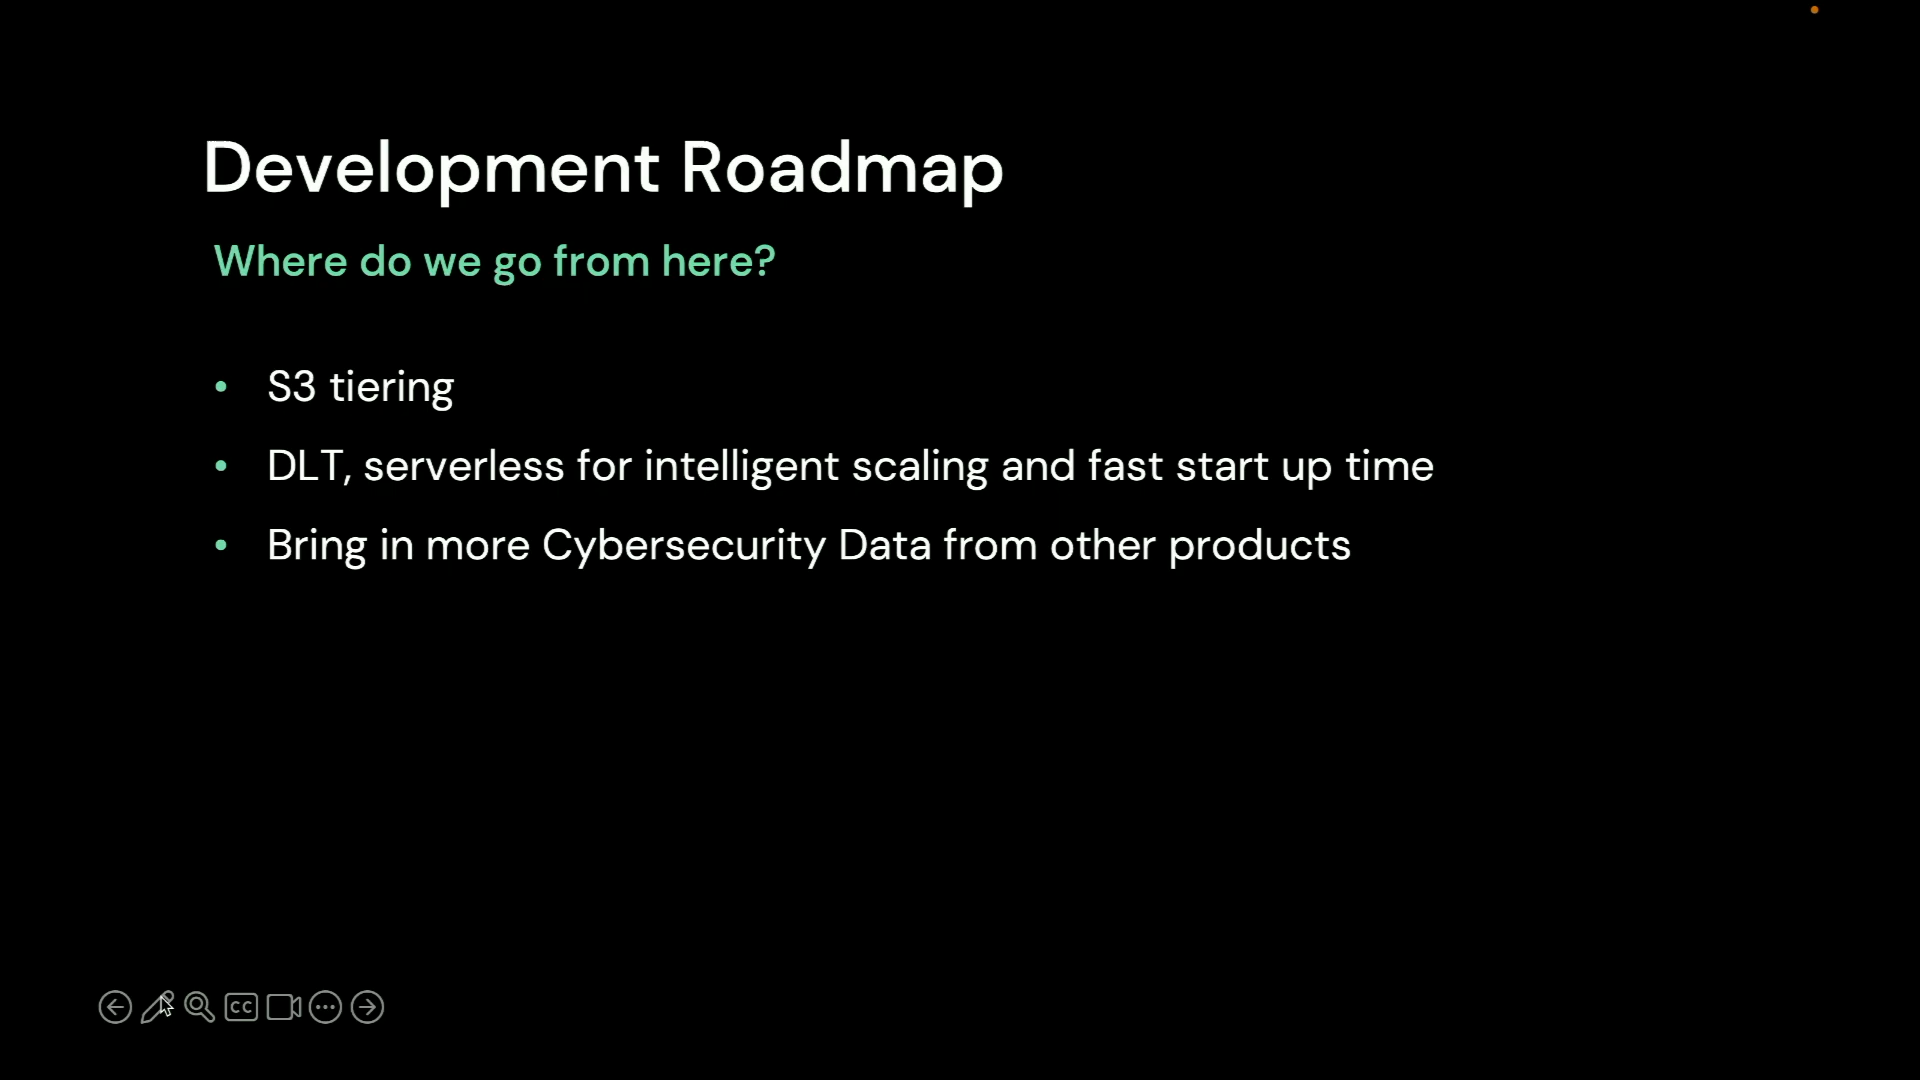 Development Roadmap
Where do we go from here?
• S3 tiering
• DLT, serverless for intelligent scaling and fast start up time
• Bring in more Cybersecurity Data from other products
CC